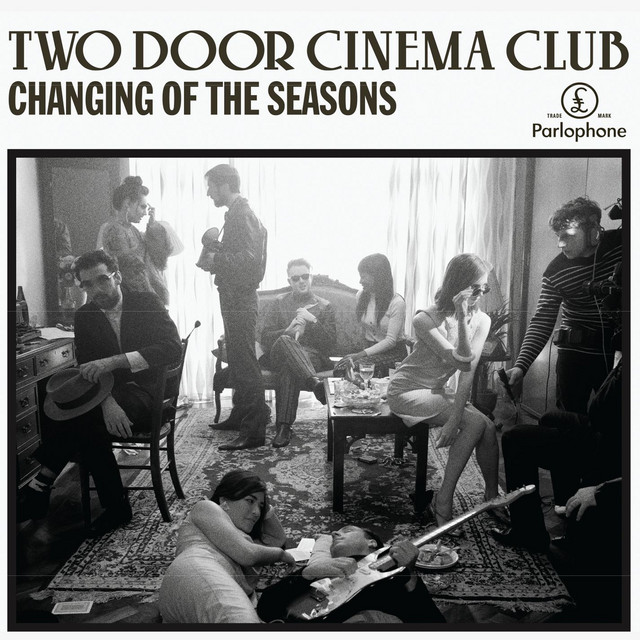 TWO DOOR CINEMA CLUB
CHANGING OF THE SEASONS
£
TRADE MARK
Parlophone